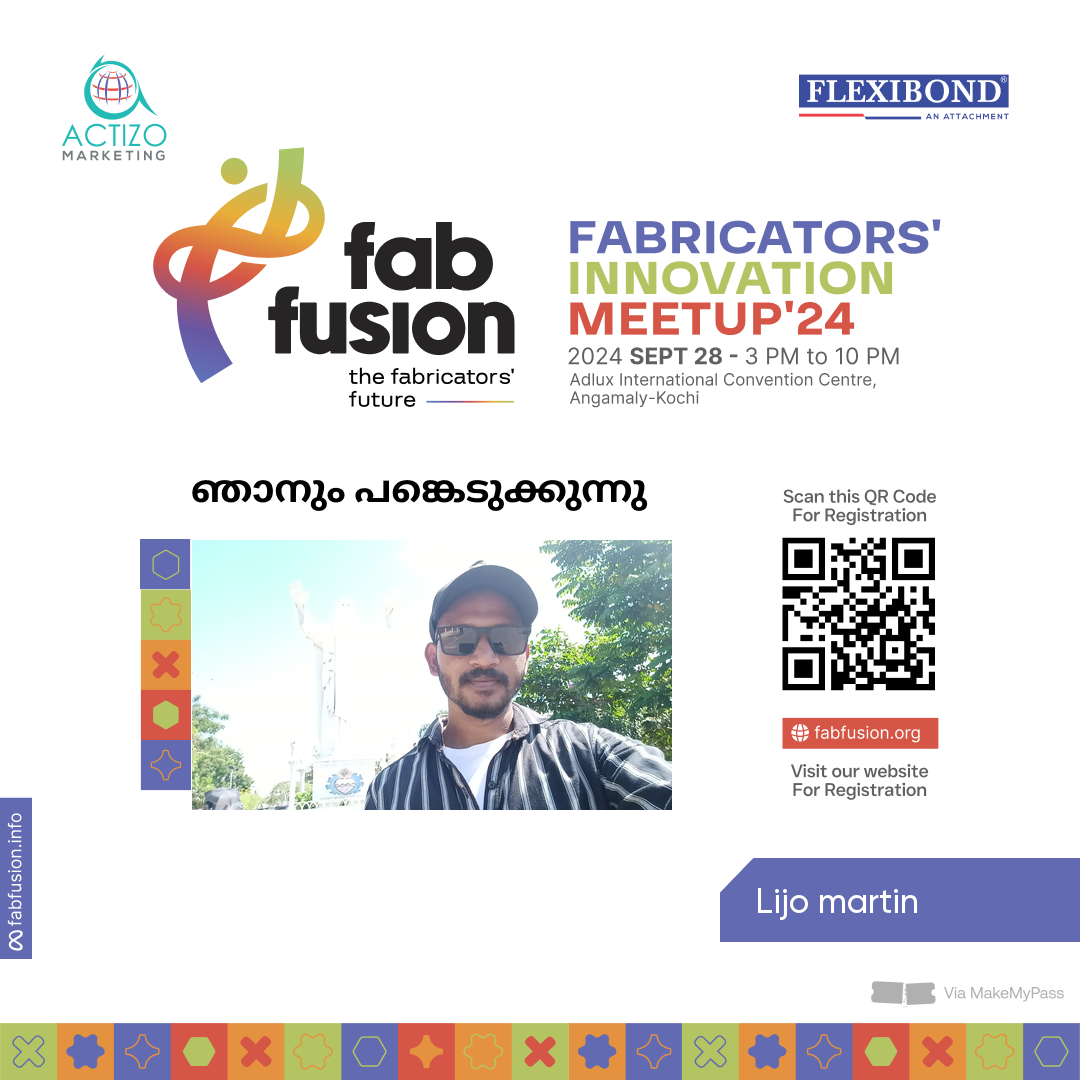 ACTIZO
MARKETING
FLEXIBOND®
AN ATTACHMENT
fab
fusion
the fabricators'
future
FABRICATORS'
INNOVATION
MEETUP'24
2024 SEPT 28 - 3 PM to 10 PM
Adlux International Convention Centre,
Angamaly-Kochi
ഞാനും പങ്കെടുക്കുന്നു
Scan this QR Code
For Registration
fabfusion.org
Visit our website
For Registration
fabfusion.info
Lijo martin
Via MakeMyPass